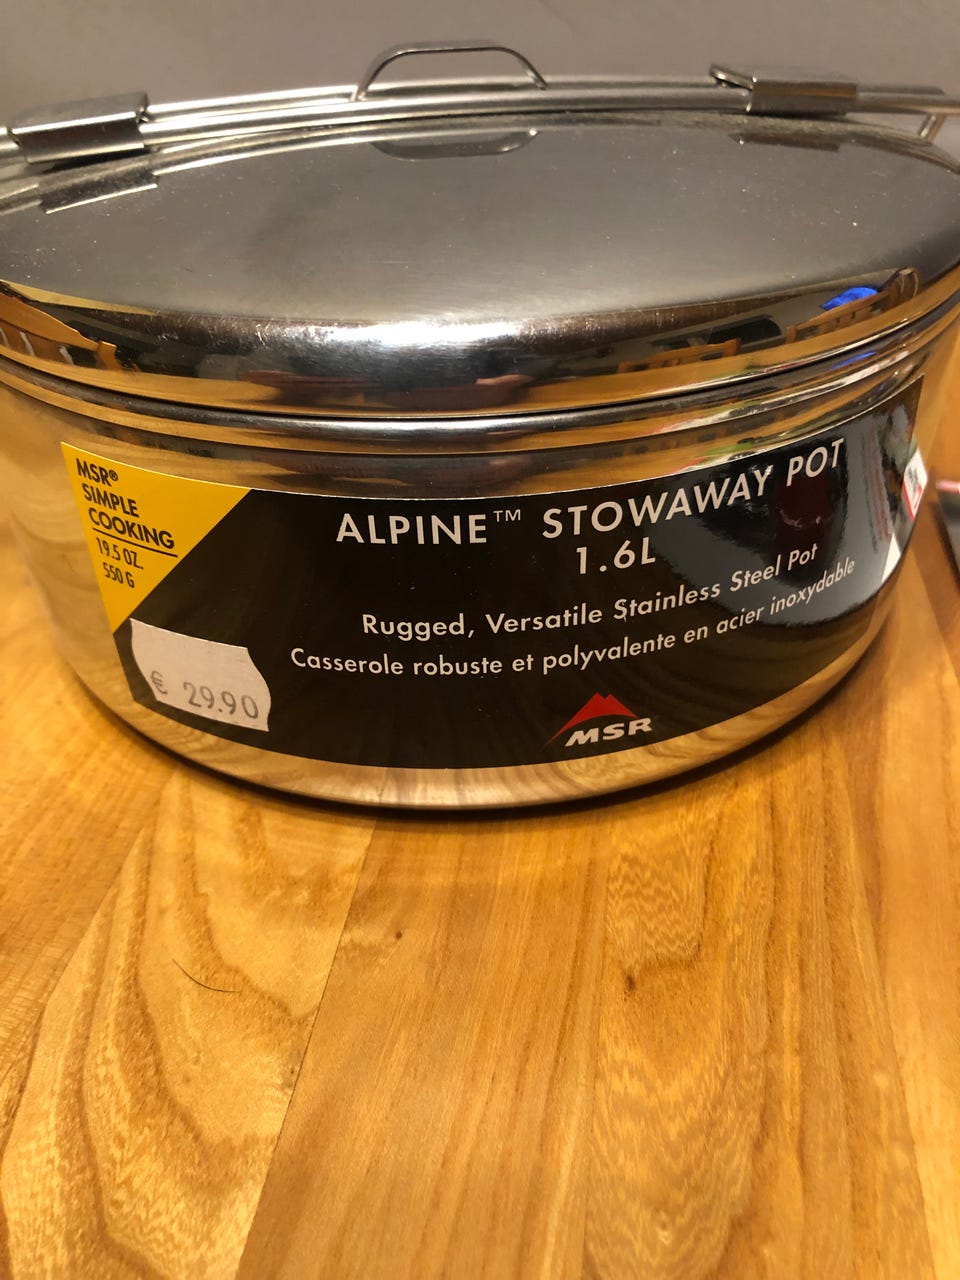 MSR®
SIMPLE
COOKING
19.5 OZ.
550 G
ALPINE™ STOWAWAY POT
1.6L
Rugged, Versatile Stainless Steel Pot
Casserole robuste et polyvalente en acier inoxydable
€ 29.90
MSR